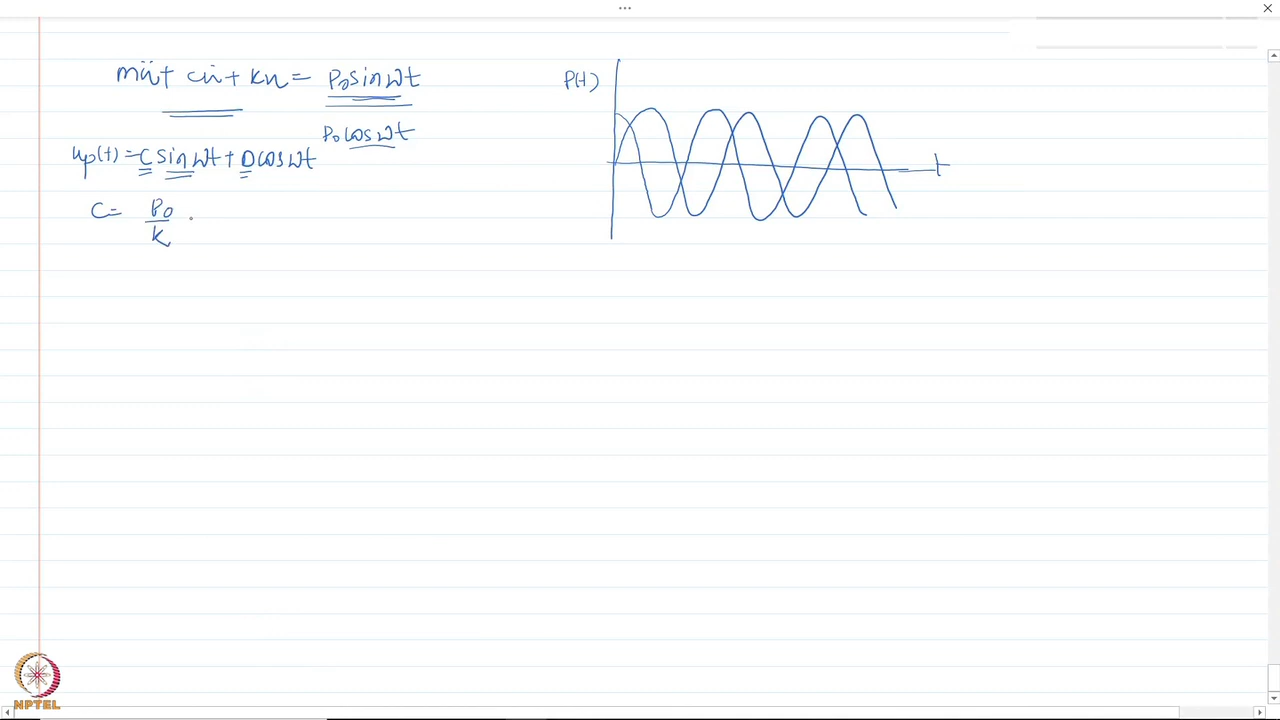 mü + cu̇ + ku = P₀sinωt
P₀cosωt
up(t) = C sinωt + D cosωt
C = P₀/k
P(t)
t
NPTEL